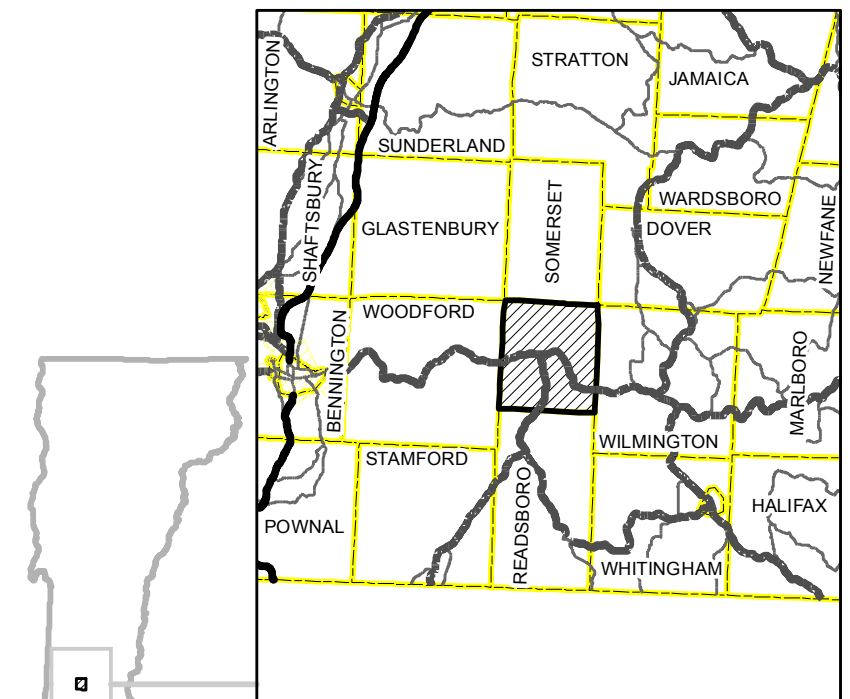 STRATTON
JAMAICA
ARLINGTON
SUNDERLAND
SHAFTSBURY
WARDSBORO
GLASTENBURY
SOMERSET
DOVER
NEWFANE
WOODFORD
BENNINGTON
MARLBORO
WILMINGTON
STAMFORD
READSBORO
HALIFAX
POWNAL
WHITINGHAM